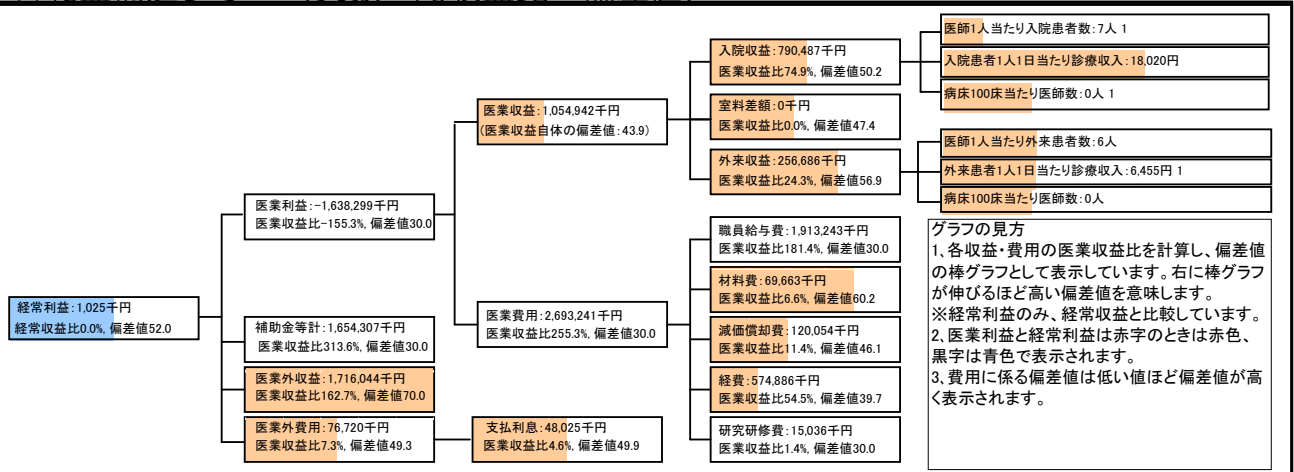 医師1人当たり入院患者数:7人 1
入院収益:790,487千円
医業収益比74.9%, 偏差値50.2
入院患者1人1日当たり診療収入:18,020円
病床100床当たり医師数:0人 1
医業収益:1,054,942千円
(医業収益自体の偏差値:43.9)
室料差額:0千円
医業収益比0.0%, 偏差値47.4
医師1人当たり外来患者数:6人
外来収益:256,686千円
医業収益比24.3%, 偏差値56.9
外来患者1人1日当たり診療収入:6,455円 1
病床100床当たり医師数:0人
医業利益:-1,638,299千円
医業収益比-155.3%, 偏差値30.0
職員給与費:1,913,243千円
医業収益比181.4%, 偏差値30.0
材料費:69,663千円
医業収益比6.6%, 偏差値60.2
経常利益:1,025千円
経常収益比0.0%, 偏差値52.0
補助金等計:1,654,307千円
医業収益比313.6%, 偏差値30.0
医業費用:2,693,241千円
医業収益比255.3%, 偏差値30.0
減価償却費:120,054千円
医業収益比11.4%, 偏差値46.1
医業外収益:1,716,044千円
医業収益比162.7%, 偏差値70.0
経費:574,886千円
医業収益比54.5%, 偏差値39.7
医業外費用:76,720千円
医業収益比7.3%, 偏差値49.3
支払利息:48,025千円
医業収益比4.6%, 偏差値49.9
研究研修費:15,036千円
医業収益比1.4%, 偏差値30.0
グラフの見方
1、各収益・費用の医業収益比を計算し、偏差値
の棒グラフとして表示しています。右に棒グラフ
が伸びるほど高い偏差値を意味します。
※経常利益のみ、経常収益と比較しています。
2、医業利益と経常利益は赤字のときは赤色、
黒字は青色で表示されます。
3、費用に係る偏差値は低い値ほど偏差値が高
く表示されます。